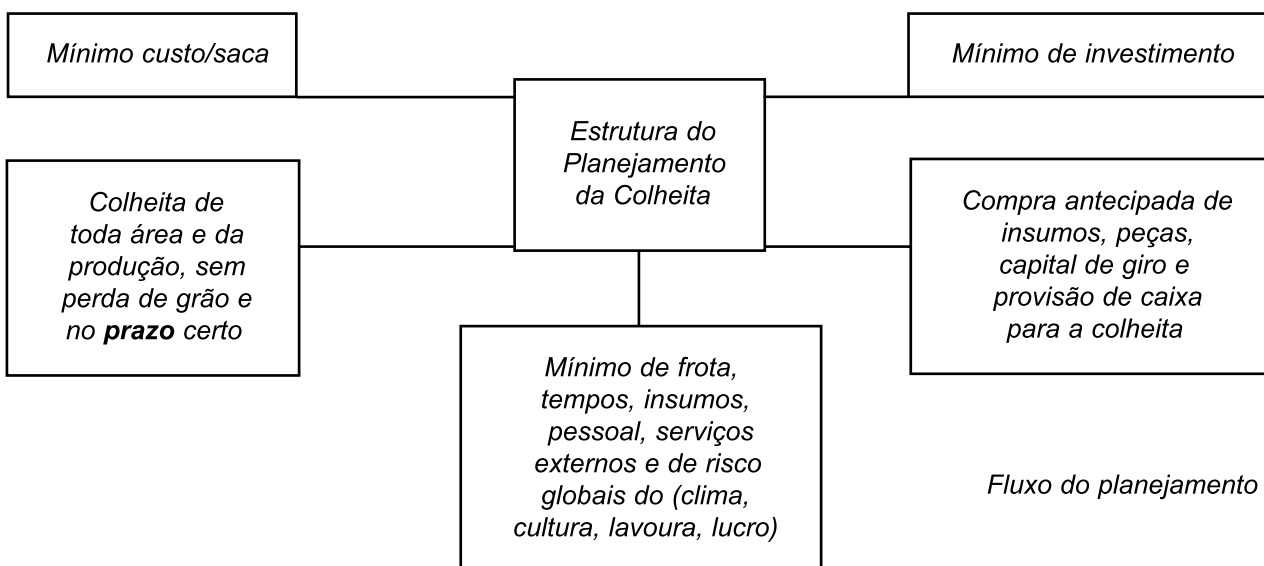 Mínimo custo/saca
Mínimo de investimento
Estrutura do
Planejamento
da Colheita
Colheita de
toda área e da
produção, sem
perda de grão e
no prazo certo
Compra antecipada de
insumos, peças,
capital de giro e
provisão de caixa
para a colheita
Mínimo de frota,
tempos, insumos,
pessoal, serviços
externos e de risco
globais do (clima,
cultura, lavoura, lucro)
Fluxo do planejamento